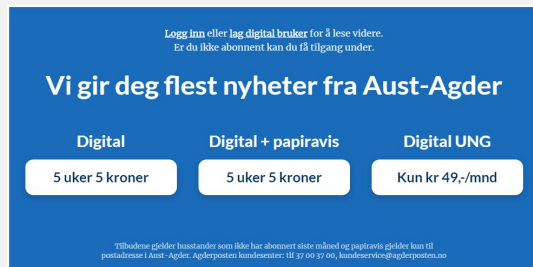 Logg inn eller lag digital bruker for å lese videre.
Er du ikke abonnent kan du få tilgang under.
Vi gir deg flest nyheter fra Aust-Agder
Digital
5 uker 5 kroner
Digital + papiravis
5 uker 5 kroner
Digital UNG
Kun kr 49,-/mnd
Tilbudene gjelder husstander som ikke har abonnert siste måned og papiravis gjelder kun til
postadresse i Aust-Agder. Agderposten kundesenter: tlf 37 00 37 00, kundeservice@agderposten.no